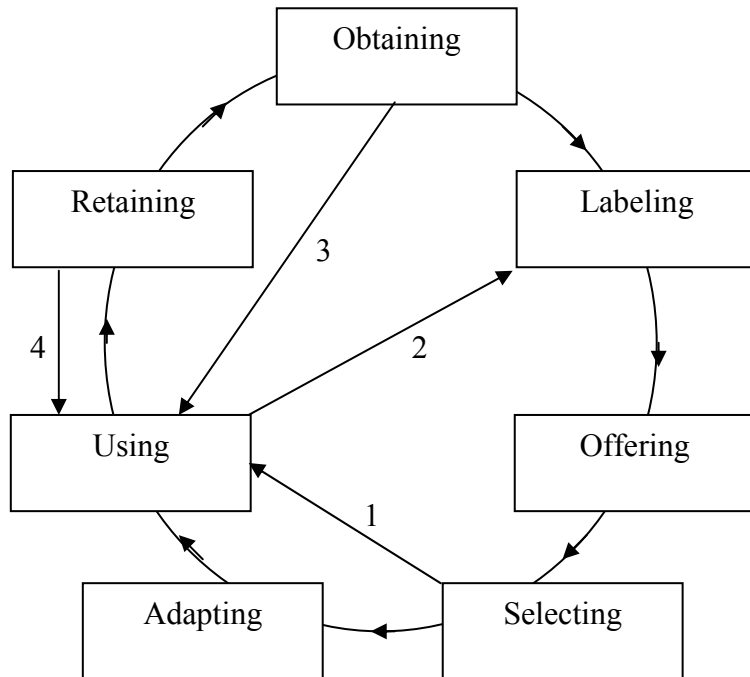 Obtaining
Retaining
Labeling
3
4
2
Using
Offering
1
Adapting
Selecting